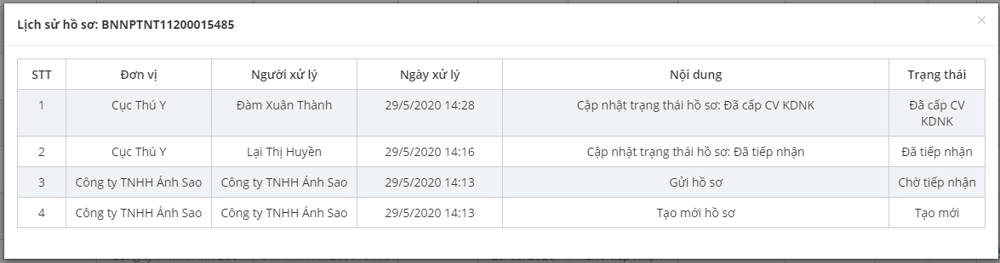 Lịch sử hồ sơ: BNNPTNT11200015485
×
STT Đơn vị Người xử lý Ngày xử lý Nội dung Trạng thái
1 Cục Thú Y Đàm Xuân Thành 29/5/2020 14:28 Cập nhật trạng thái hồ sơ: Đã cấp CV KDNK Đã cấp CV
KDNK
2 Cục Thú Y Lại Thị Huyền 29/5/2020 14:16 Cập nhật trạng thái hồ sơ: Đã tiếp nhận Đã tiếp nhận
3 Công ty TNHH Ánh Sao Công ty TNHH Ánh Sao 29/5/2020 14:13 Gửi hồ sơ Chờ tiếp nhận
4 Công ty TNHH Ánh Sao Công ty TNHH Ánh Sao 29/5/2020 14:13 Tạo mới hồ sơ Tạo mới